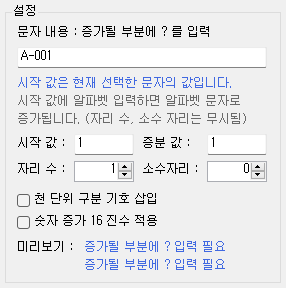 설정
문자 내용 : 증가될 부분에 ? 를 입력
A-001
시작 값은 현재 선택한 문자의 값입니다.
시작 값에 알파벳 입력하면 알파벳 문자로
증가됩니다. (자리 수, 소수 자리는 무시됨)
시작 값 : 1 증분 값 : 1
자리 수 : 1 소수자리 : 0
천 단위 구분 기호 삽입
숫자 증가 16 진수 적용
미리보기 : 증가될 부분에 ? 입력 필요
증가될 부분에 ? 입력 필요